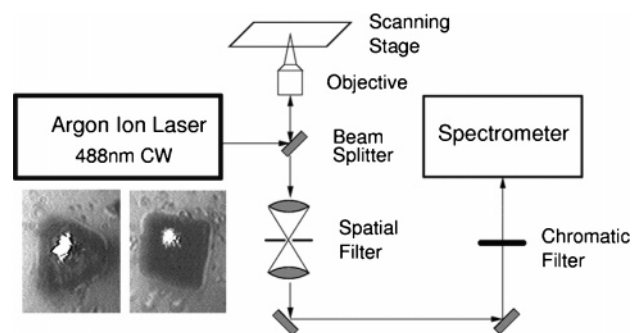 Scanning
Stage
Objective
Argon Ion Laser
488nm CW
Beam
Splitter
Spectrometer
Spatial
Filter
Chromatic
Filter